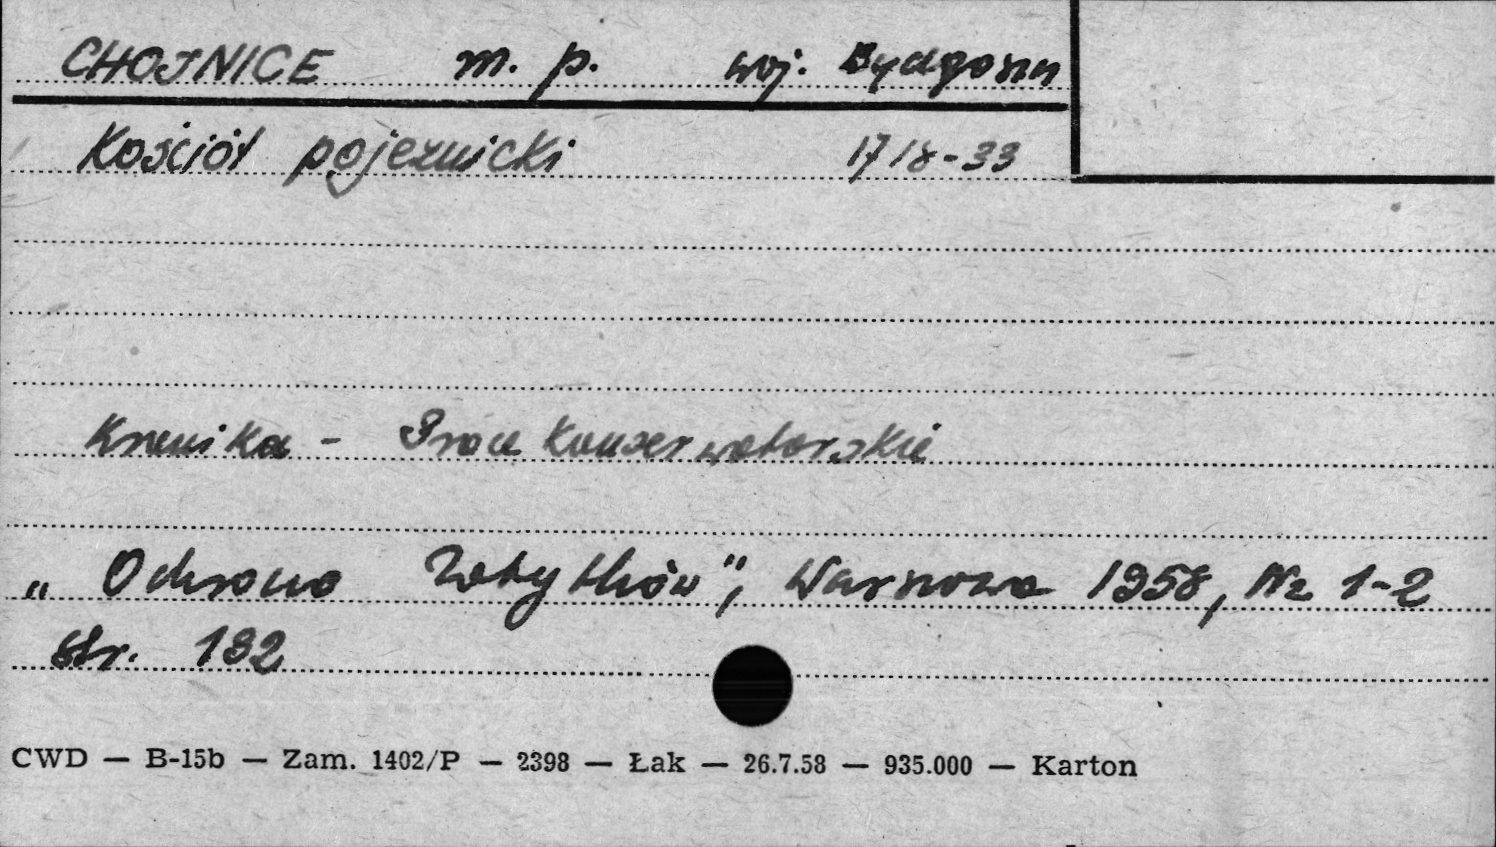 CHOJNICE m. p. woj. Bydgoszcz
Kościół pojezuicki 1718-33
Kronika - Prace konserwatorskie
„Ochrona Zabytków", Warszawa 1958, Nr 1-2
str. 132
CWD — B-15b — Zam. 1402/P — 2398 — Łak — 26.7.58 — 935.000 — Karton